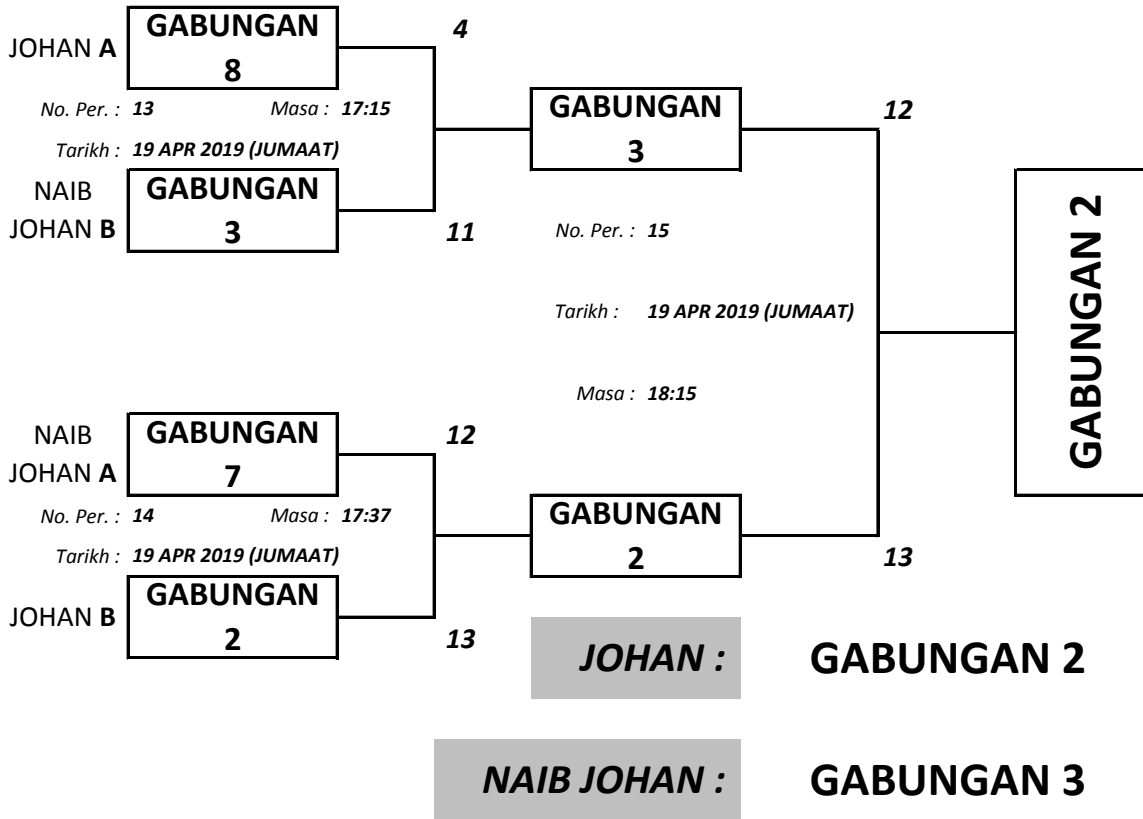 GABUNGAN
8
4
JOHAN A
No. Per. : 13 Masa : 17:15
Tarikh : 19 APR 2019 (JUMAAT)
NAIB
JOHAN B
GABUNGAN
3
11
GABUNGAN
3
12
No. Per. : 15
Tarikh : 19 APR 2019 (JUMAAT)
Masa : 18:15
GABUNGAN 2
NAIB
JOHAN A
GABUNGAN
7
12
No. Per. : 14 Masa : 17:37
Tarikh : 19 APR 2019 (JUMAAT)
JOHAN B
GABUNGAN
2
13
GABUNGAN
2
13
JOHAN : GABUNGAN 2
NAIB JOHAN : GABUNGAN 3